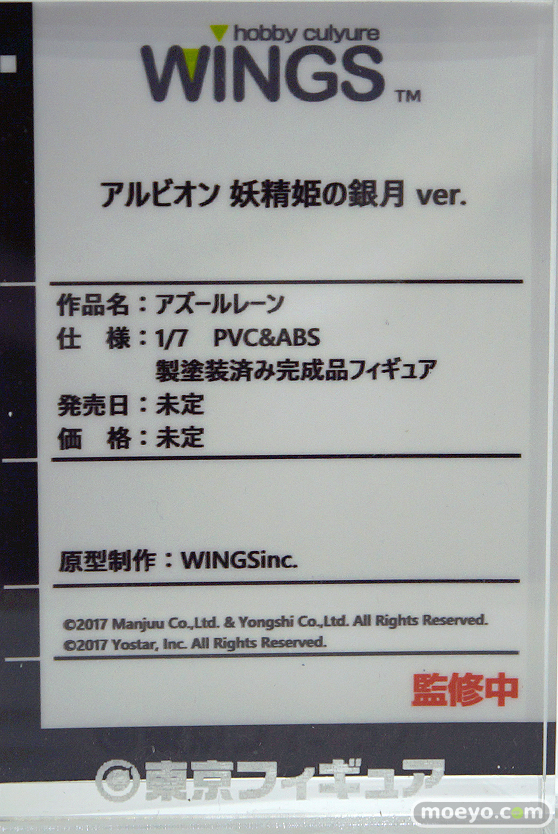 hobby culyure
WINGS TM
アルビオン 妖精姫の銀月 ver.
作品名：アズールレーン
仕　様：1/7　PVC&ABS
製塗装済み完成品フィギュア
発売日：未定
価　格：未定
原型制作：WINGSinc.
©2017 Manjuu Co.,Ltd. & Yongshi Co.,Ltd. All Rights Reserved.
©2017 Yostar, Inc. All Rights Reserved.
監修中
東京フィギュア
moeyo.com